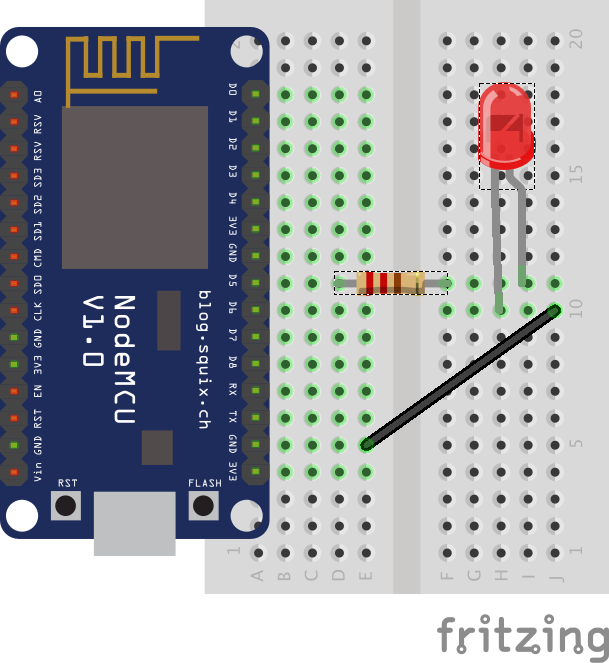 20
15
10
5
1
2
1
A B C D E F G H I J
A0
RSV
RSV
SD3
SD2
SD1
CMD
SD0
CLK
GND
3V3
EN
RST
GND
Vin
D0
D1
D2
D3
D4
3V3
GND
D5
D6
D7
D8
RX
TX
GND
3V3
NodeMCU
V1.0
blog.squix.ch
RST
FLASH
fritzing